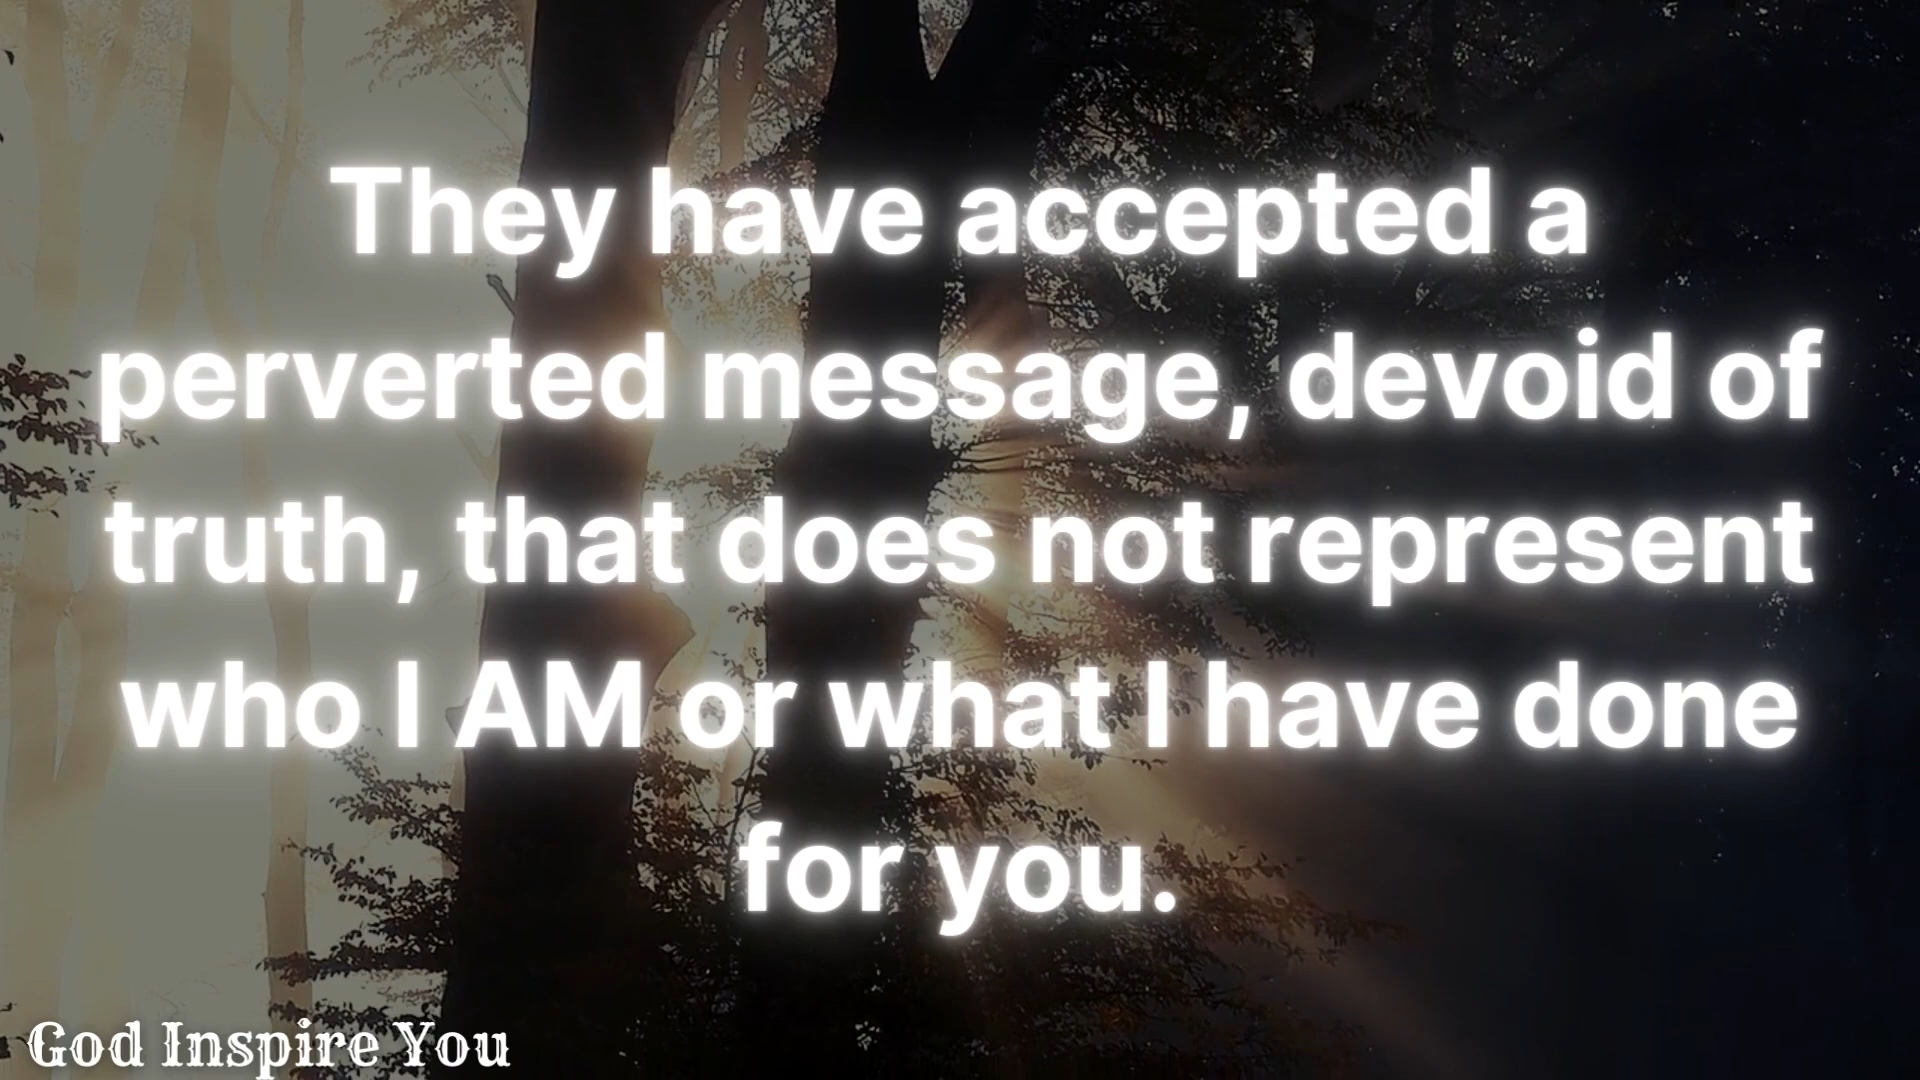 They have accepted a
perverted message, devoid of
truth, that does not represent
who I AM or what I have done
for you.
God Inspire You